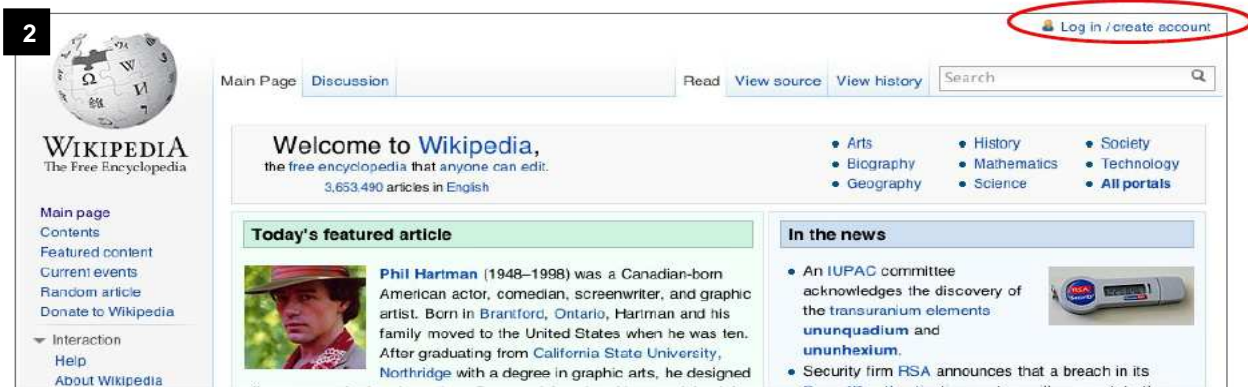 2
Log in / create account
Main Page Discussion Read View source View history Search
Ω W И
WIKIPEDIA
The Free Encyclopedia
Main page
Contents
Featured content
Current events
Random article
Donate to Wikipedia
Interaction
Help
About Wikipedia
Welcome to Wikipedia,
the free encyclopedia that anyone can edit.
3,653,490 articles in English
• Arts
• Biography
• Geography
• History
• Mathematics
• Science
• Society
• Technology
• All portals
Today's featured article
Phil Hartman (1948–1998) was a Canadian-born
American actor, comedian, screenwriter, and graphic
artist. Born in Brantford, Ontario, Hartman and his
family moved to the United States when he was ten.
After graduating from California State University,
Northridge with a degree in graphic arts, he designed
In the news
• An IUPAC committee
acknowledges the discovery of
the transuranium elements
ununquadium and
ununhexium.
RSA
• Security firm RSA announces that a breach in its